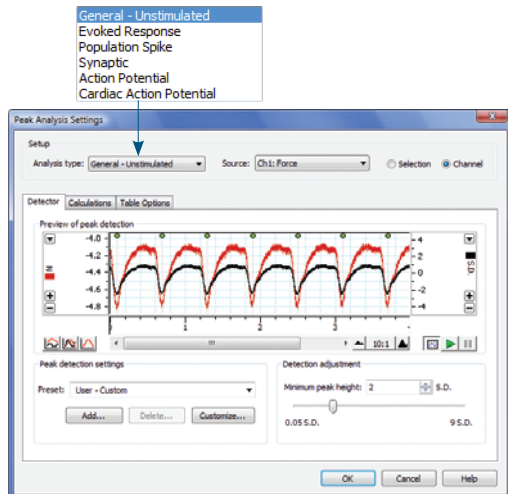 General - Unstimulated
Evoked Response
Population Spike
Synaptic
Action Potential
Cardiac Action Potential
Peak Analysis Settings
Setup
Analysis type: General - Unstimulated Source: Ch1: Force Selection Channel
Detector Calculations Table Options
Preview of peak detection
-4.0 4
-4.2 2
N -4.4 0 S.D.
-4.6 -2
-4.8 -4
1 2 3
10:1
Peak detection settings Detection adjustment
Preset: User - Custom Minimum peak height: 2 S.D.
Add... Delete... Customize...
0.05 S.D. 9 S.D.
OK Cancel Help